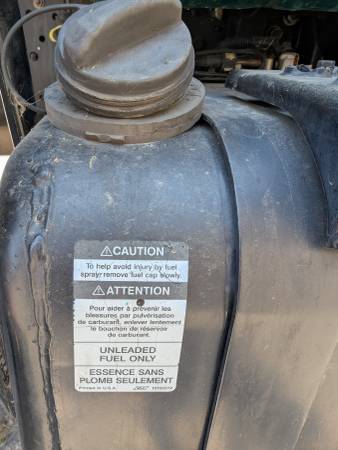 ⚠CAUTION
To help avoid injury by fuel
spray, remove fuel cap slowly.
⚠ATTENTION
Pour aider à prévenir les
blessures par pulvérisation
de carburant, enlever lentement
le bouchon de réservoir
de carburant.
UNLEADED
FUEL ONLY
ESSENCE SANS
PLOMB SEULEMENT
Printed in U.S.A.